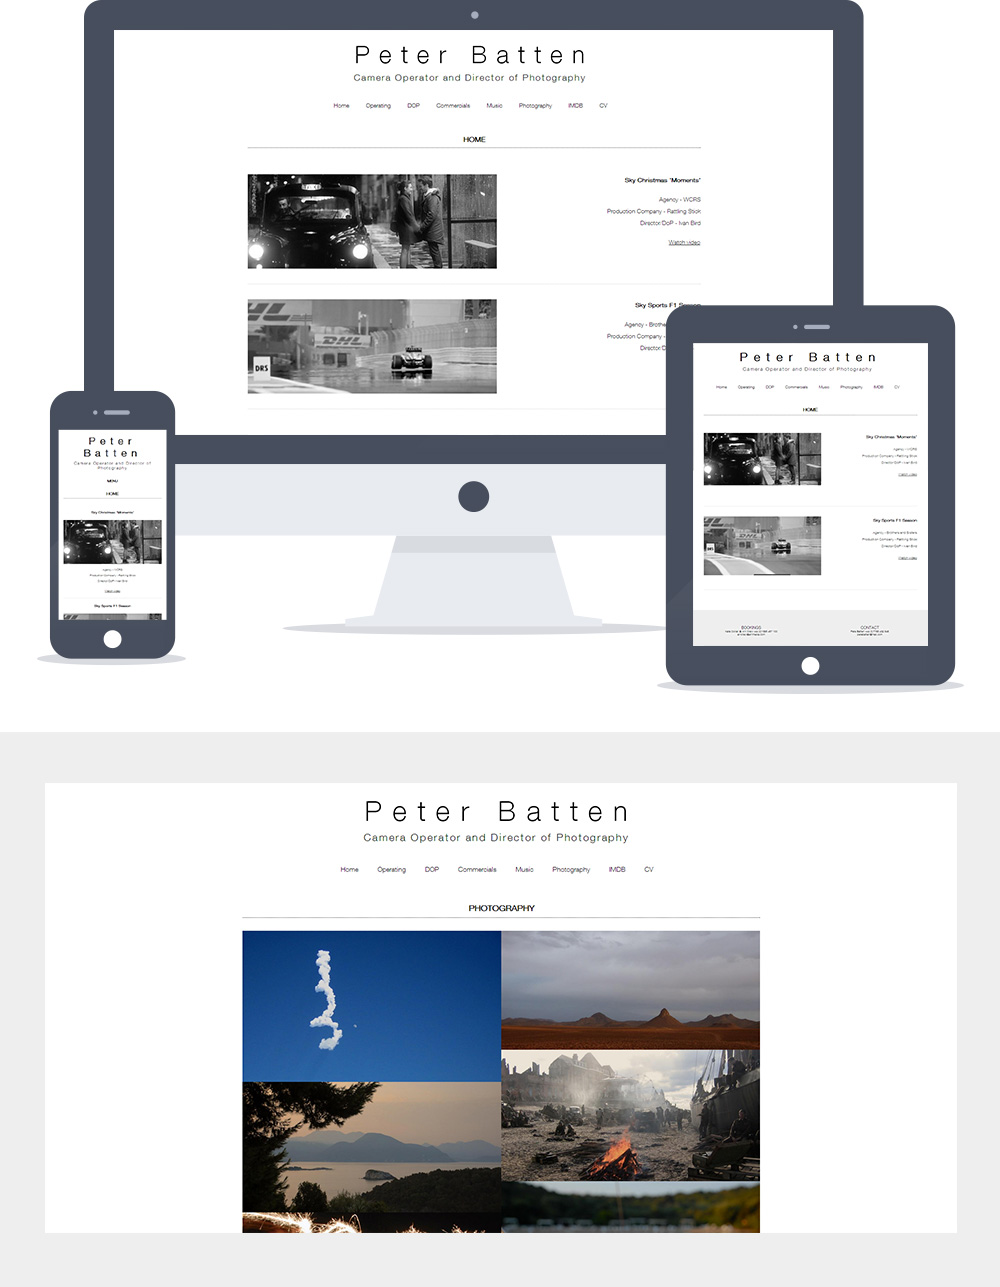 Peter Batten
Camera Operator and Director of Photography
Home Operating DOP Commercials Music Photography IMDB CV
HOME
Sky Christmas "Moments"
Agency - WCRS
Production Company - Rattling Stick
Director/DoP - Ivan Bird
Watch video
DHL
DHL
DRS
Sky Sports F1 Season
Agency - Brothe
Production Company -
Director/D
Peter
Batten
Camera Operator and Director of
Photography
MENU
HOME
Sky Christmas "Moments"
Agency - WCRS
Production Company - Rattling Stick
Director/DoP - Ivan Bird
Watch video
Sky Sports F1 Season
Peter Batten
Camera Operator and Director of Photography
Home Operating DOP Commercials Music Photography IMDB CV
HOME
Sky Christmas "Moments"
Agency - WCRS
Production Company - Rattling Stick
Director/DoP - Ivan Bird
Watch video
DHL
DRS
Sky Sports F1 Season
Agency - Brothers and Sisters
Production Company - Rattling Stick
Director/DoP - Ivan Bird
Watch video
BOOKINGS
CONTACT
Peter Batten
Camera Operator and Director of Photography
Home Operating DOP Commercials Music Photography IMDB CV
PHOTOGRAPHY